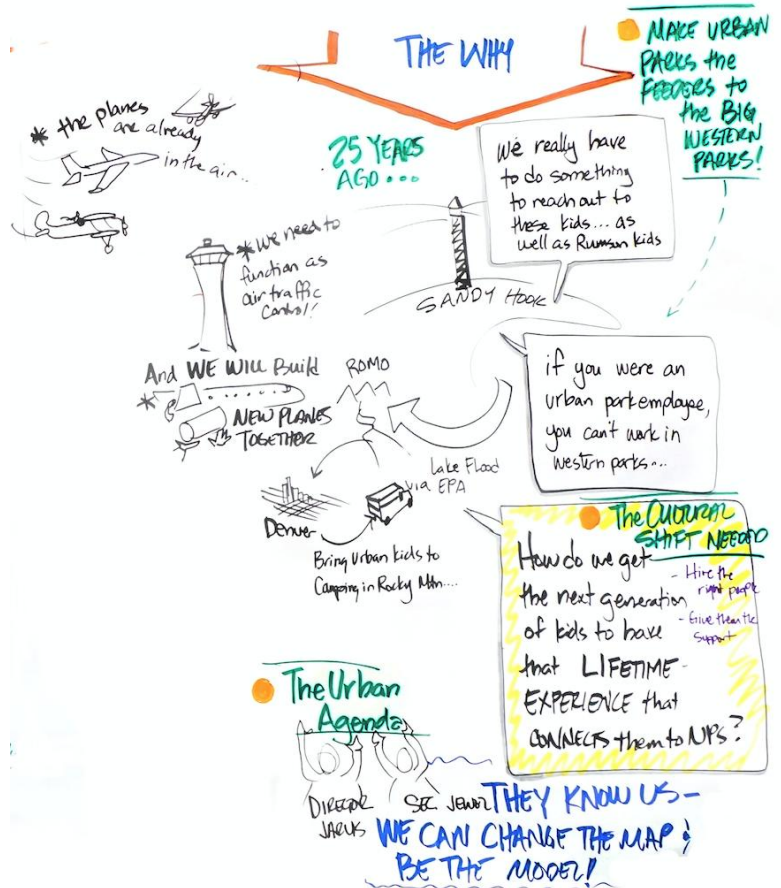 THE WHY
MAKE URBAN
PARKS the
FEEDERS to
the BIG
WESTERN
PARKS!
* the planes
are already
in the air...
25 YEARS
AGO...
We really have
to do something
to reach out to
these kids... as
well as Rumson kids
* We need to
function as
air traffic
Control!
SANDY HOOK
And WE WILL Build
*
NEW PLANES
TOGETHER
ROMO
if you were an
urban park employee,
you can't work in
western parks...
Lake Flood
via EPA
Denver
Bring Urban kids to
Camping in Rocky Mtn....
The CULTURAL
SHIFT NEEDED
How do we get
the next generation
of kids to have
that LIFETIME
EXPERIENCE that
CONNECTS them to NPS?
- Hire the
right people
- Give them the
support
The Urban
Agenda
DIRECTOR
JARVIS
SEC JEWEL
THEY KNOW US -
WE CAN CHANGE THE MAP &
BE THE MODEL!